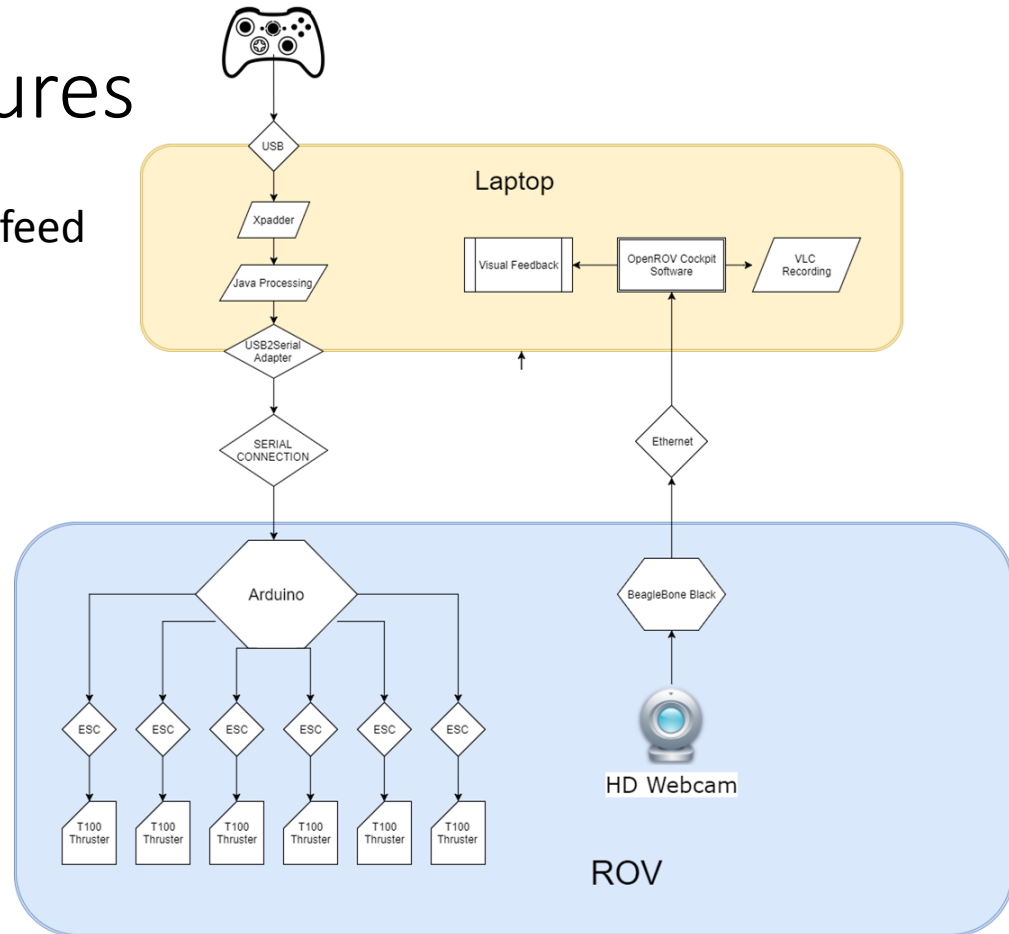 ures
feed
USB
Laptop
Xpadder
Visual Feedback
OpenROV Cockpit
Software
VLC
Recording
Java Processing
USB2Serial
Adapter
SERIAL
CONNECTION
Ethernet
Arduino
BeagleBone Black
ESC
ESC
ESC
ESC
ESC
ESC
HD Webcam
T100
Thruster
T100
Thruster
T100
Thruster
T100
Thruster
T100
Thruster
T100
Thruster
ROV